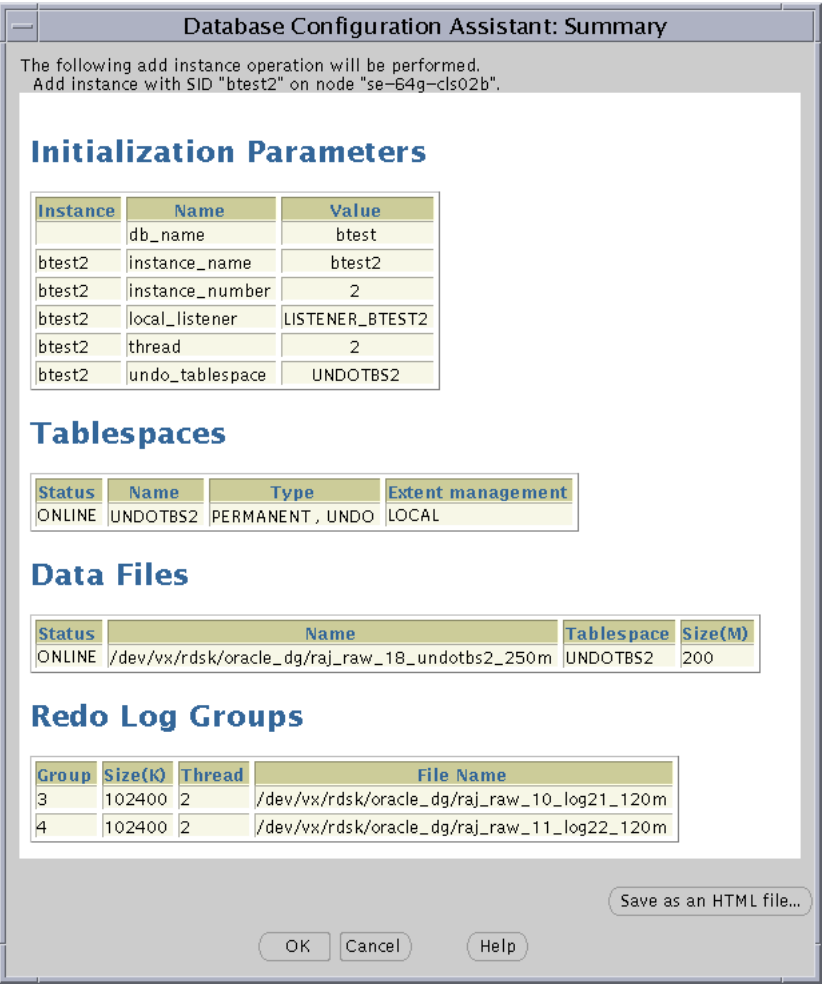 Database Configuration Assistant: Summary
The following add instance operation will be performed.
Add instance with SID "btest2" on node "se-64g-cls02b".
Initialization Parameters
Instance Name Value
db_name btest
btest2 instance_name btest2
btest2 instance_number 2
btest2 local_listener LISTENER_BTEST2
btest2 thread 2
btest2 undo_tablespace UNDOTBS2
Tablespaces
Status Name Type Extent management
ONLINE UNDOTBS2 PERMANENT , UNDO LOCAL
Data Files
Status Name Tablespace Size(M)
ONLINE /dev/vx/rdsk/oracle_dg/raj_raw_18_undotbs2_250m UNDOTBS2 200
Redo Log Groups
Group Size(K) Thread File Name
3 102400 2 /dev/vx/rdsk/oracle_dg/raj_raw_10_log21_120m
4 102400 2 /dev/vx/rdsk/oracle_dg/raj_raw_11_log22_120m
Save as an HTML file...
OK Cancel Help